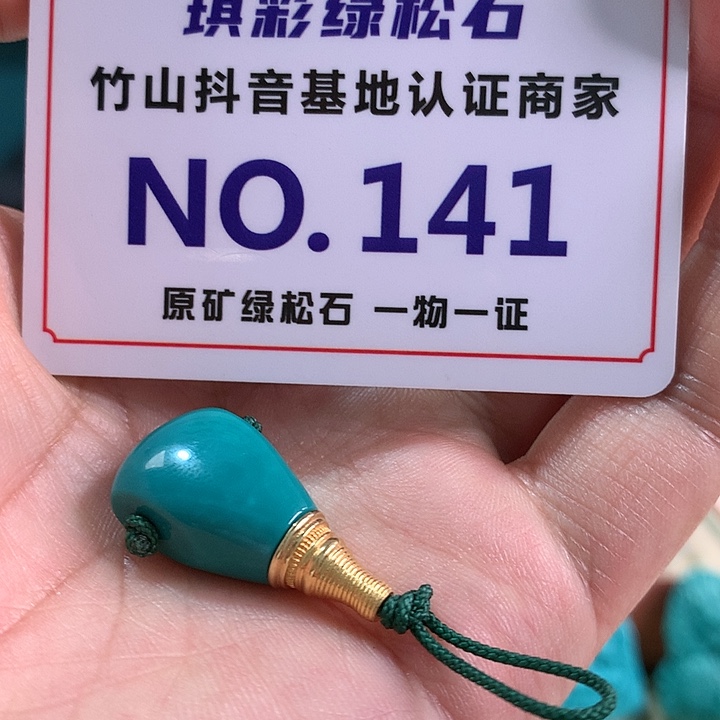 琪彩绿松石
竹山抖音基地认证商家
NO.141
原矿绿松石 一物一证